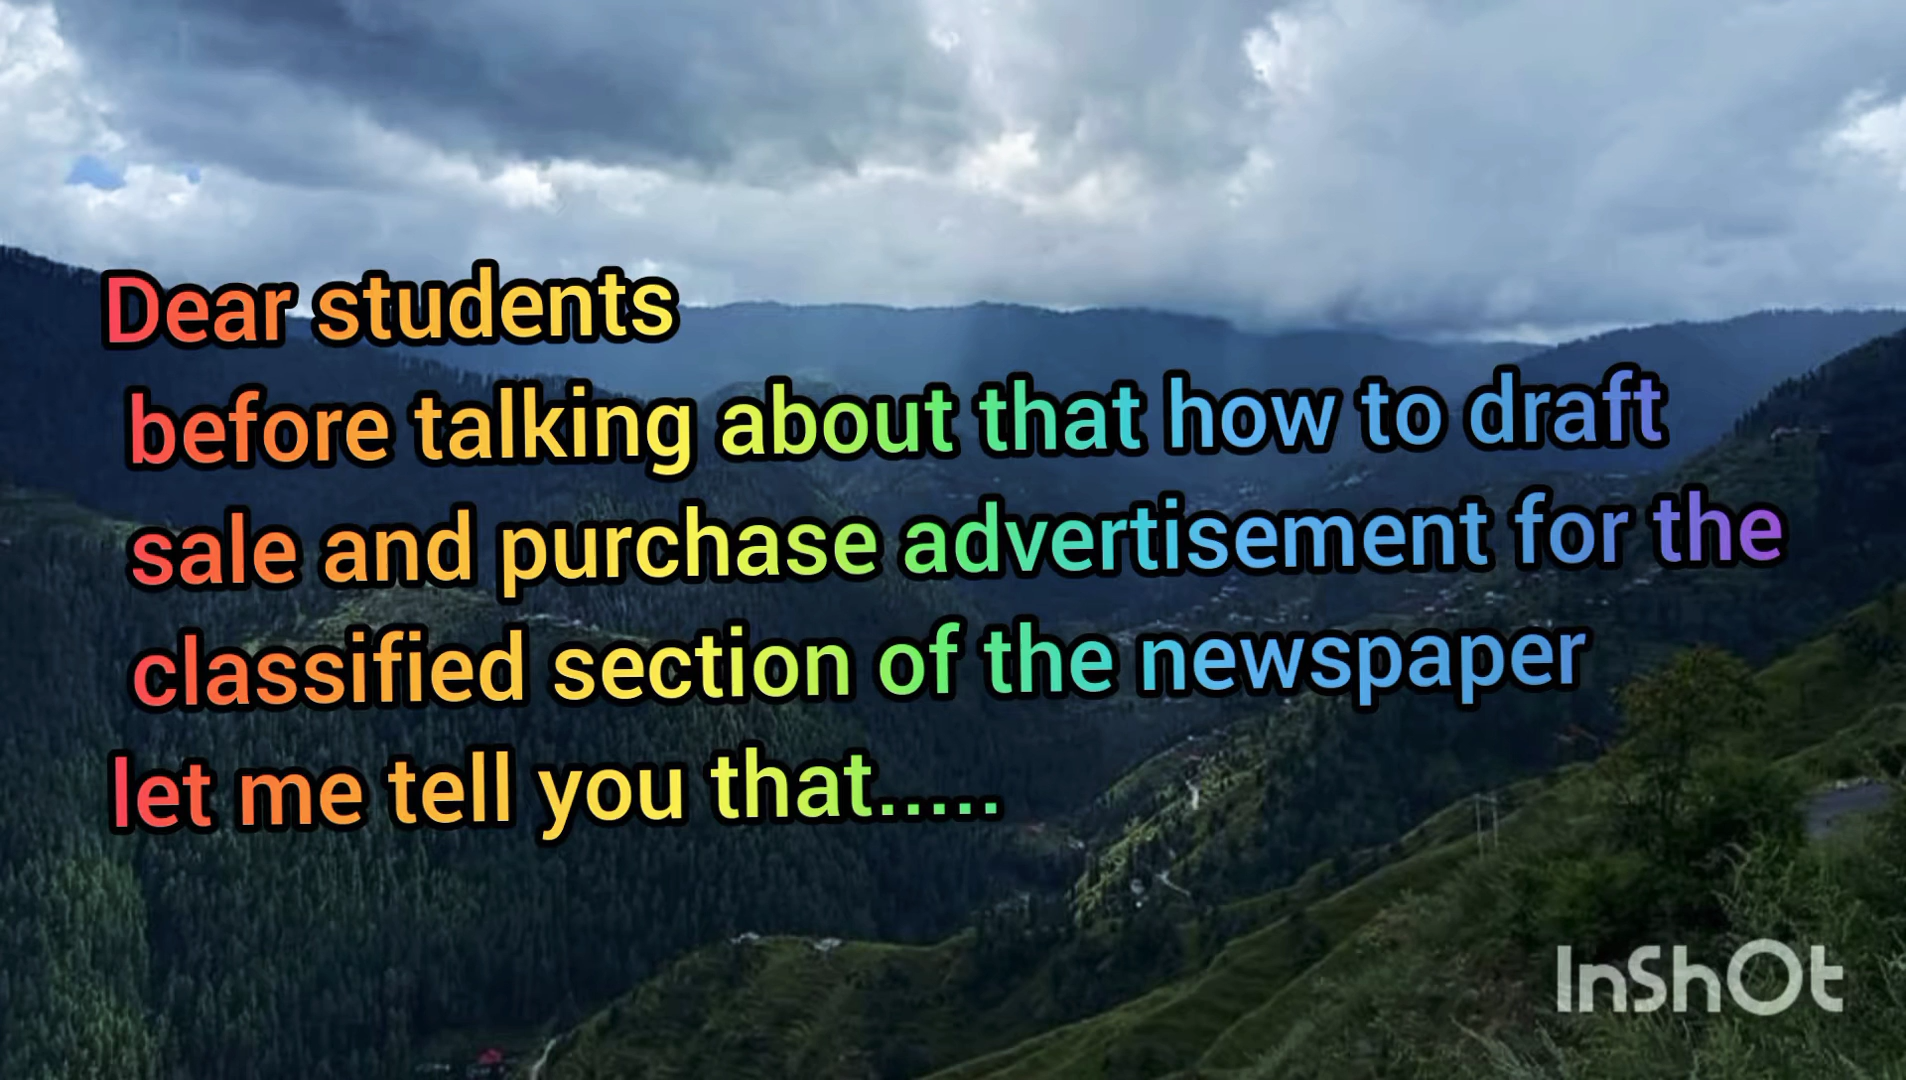 Dear students
before talking about that how to draft
sale and purchase advertisement for the
classified section of the newspaper
let me tell you that.....
InShOt